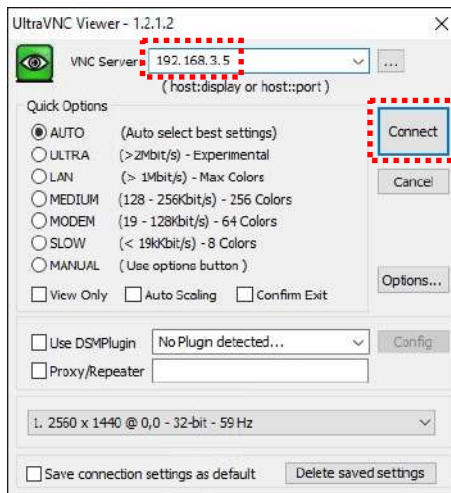 UltraVNC Viewer - 1.2.1.2
VNC Server: 192.168.3.5 ...
( host:display or host::port )
Quick Options
AUTO (Auto select best settings)
Connect
ULTRA (>2Mbit/s) - Experimental
LAN (> 1Mbit/s) - Max Colors
Cancel
MEDIUM (128 - 256Kbit/s) - 256 Colors
MODEM (19 - 128Kbit/s) - 64 Colors
SLOW (< 19kKbit/s) - 8 Colors
MANUAL (Use options button )
Options...
View Only Auto Scaling Confirm Exit
Use DSMPlugin No Plugin detected... Config
Proxy/Repeater
1. 2560 x 1440 @ 0,0 - 32-bit - 59 Hz
Save connection settings as default Delete saved settings